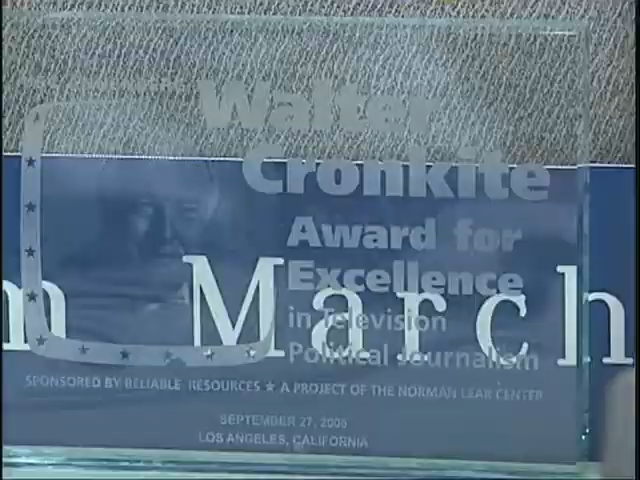 Walter
Cronkite
Award for
Excellence
in Television
Political Journalism
m March
SPONSORED BY RELIABLE RESOURCES ★ A PROJECT OF THE NORMAN LEAR CENTER
SEPTEMBER 27, 2006
LOS ANGELES, CALIFORNIA